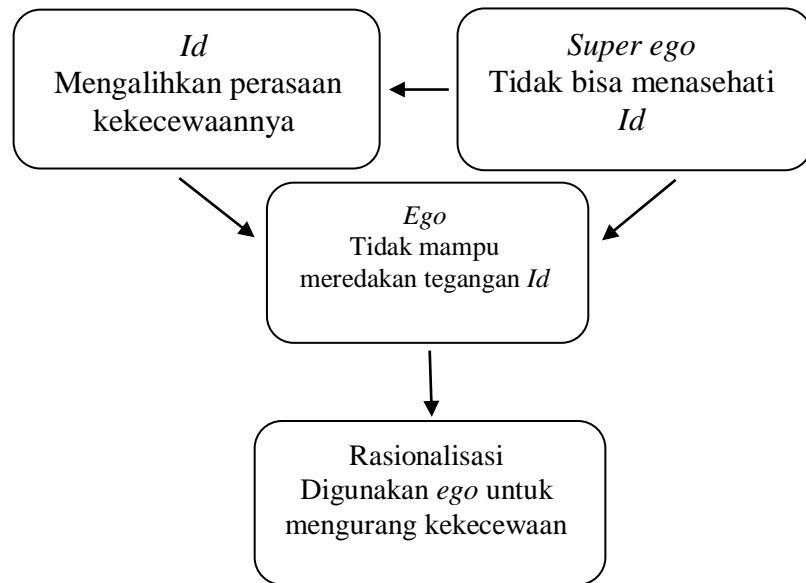 Id
Mengalihkan perasaan
kekecewaannya
Super ego
Tidak bisa menasehati
Id
Ego
Tidak mampu
meredakan tegangan Id
Rasionalisasi
Digunakan ego untuk
mengurang kekecewaan